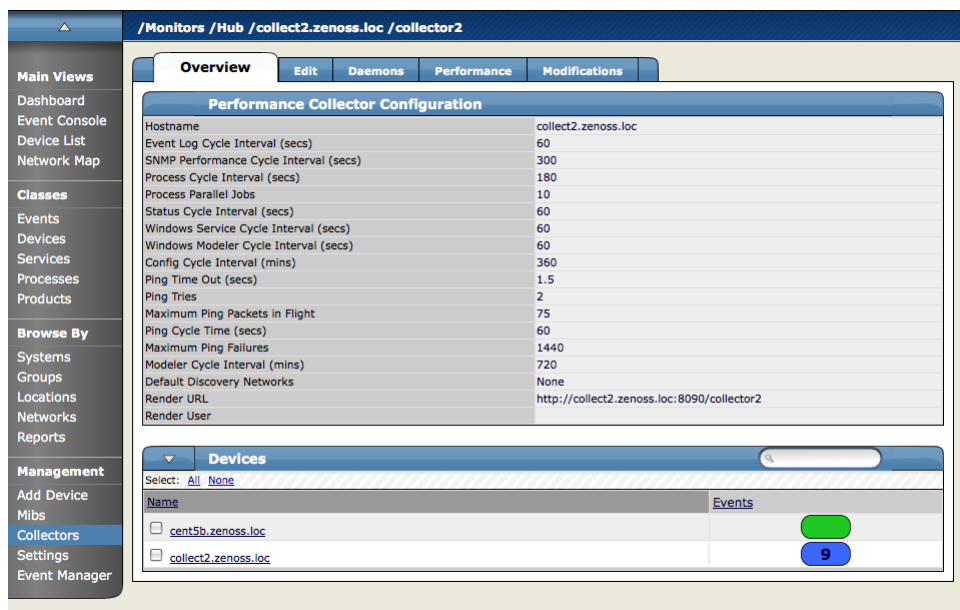 /Monitors /Hub /collect2.zenoss.loc /collector2
Main Views
Dashboard
Event Console
Device List
Network Map
Classes
Events
Devices
Services
Processes
Products
Browse By
Systems
Groups
Locations
Networks
Reports
Management
Add Device
Mibs
Collectors
Settings
Event Manager
Overview Edit Daemons Performance Modifications
Performance Collector Configuration
Hostname collect2.zenoss.loc
Event Log Cycle Interval (secs) 60
SNMP Performance Cycle Interval (secs) 300
Process Cycle Interval (secs) 180
Process Parallel Jobs 10
Status Cycle Interval (secs) 60
Windows Service Cycle Interval (secs) 60
Windows Modeler Cycle Interval (secs) 60
Config Cycle Interval (mins) 360
Ping Time Out (secs) 1.5
Ping Tries 2
Maximum Ping Packets in Flight 75
Ping Cycle Time (secs) 60
Maximum Ping Failures 1440
Modeler Cycle Interval (mins) 720
Default Discovery Networks None
Render URL http://collect2.zenoss.loc:8090/collector2
Render User
Devices
Select: All None
Name Events
cent5b.zenoss.loc
collect2.zenoss.loc 9